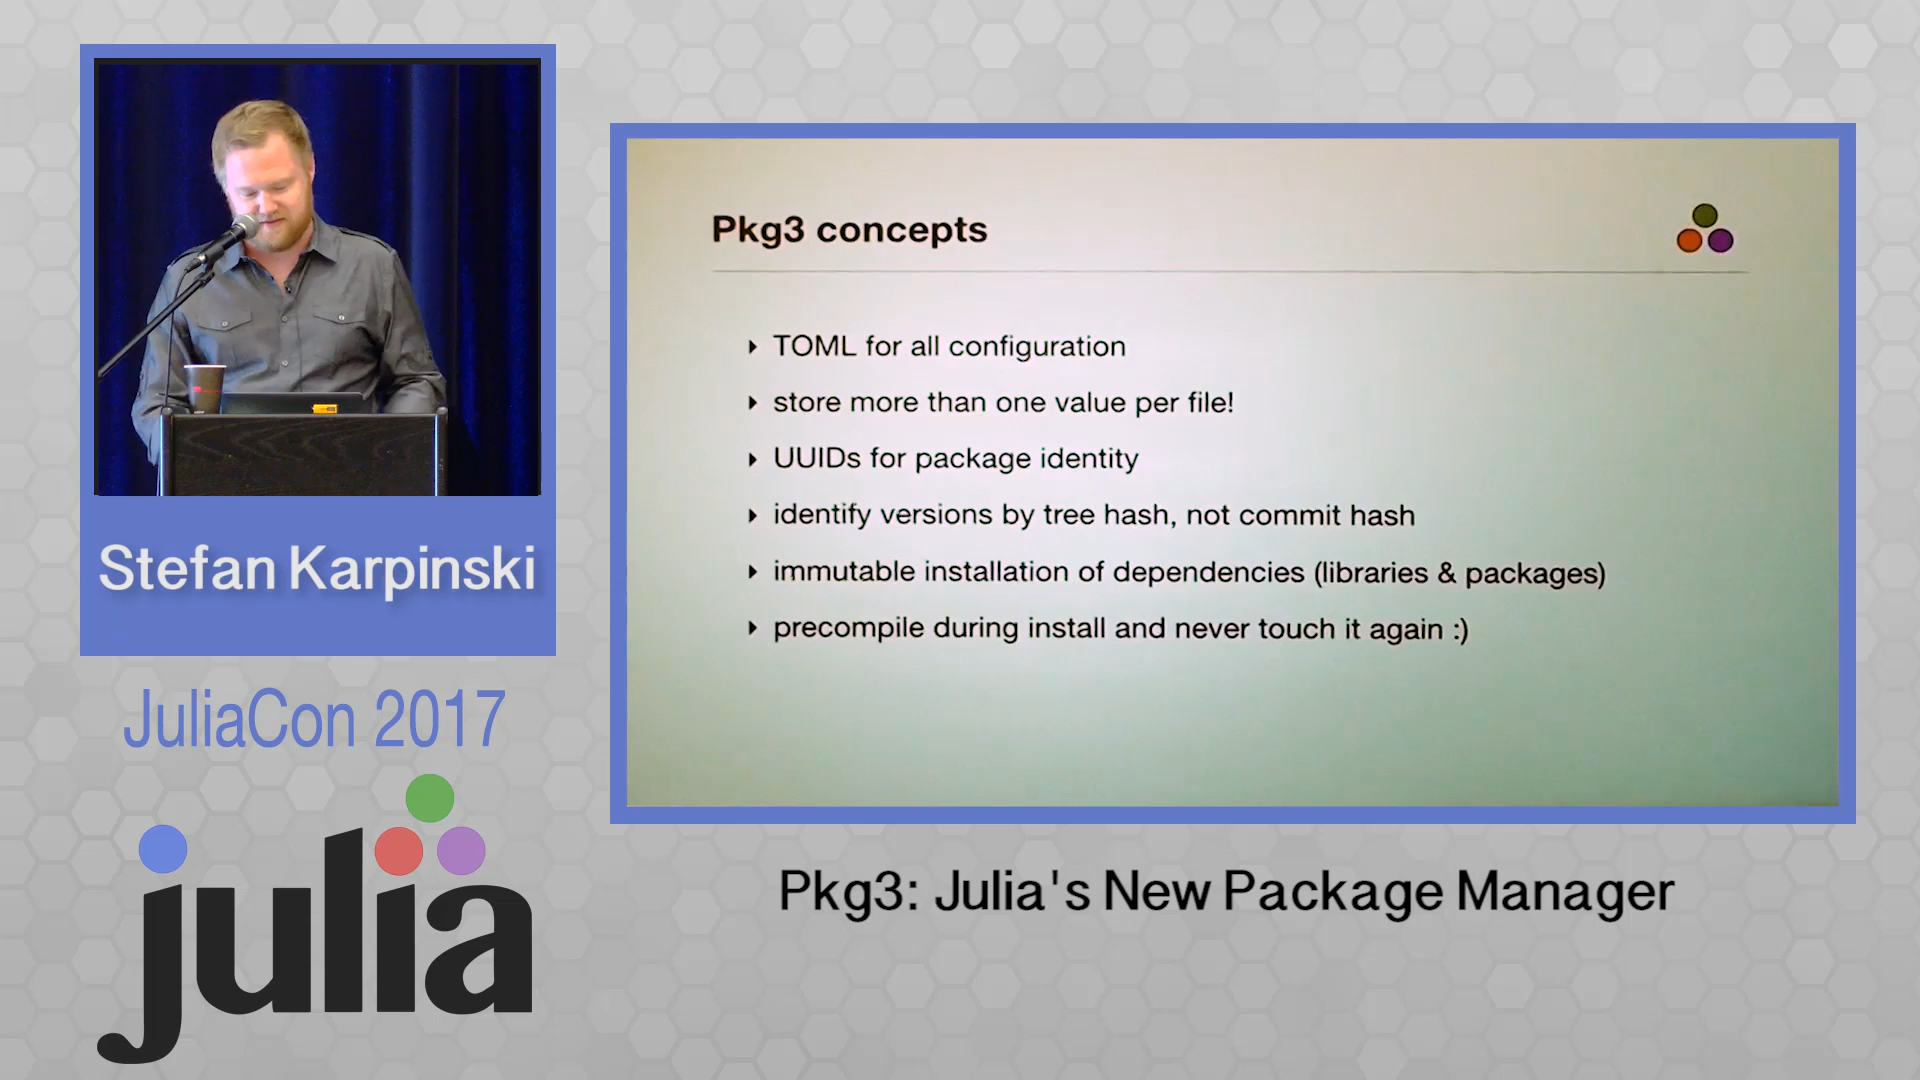 Stefan Karpinski
JuliaCon 2017
julia
Pkg3 concepts
TOML for all configuration
store more than one value per file!
UUIDs for package identity
identify versions by tree hash, not commit hash
immutable installation of dependencies (libraries & packages)
precompile during install and never touch it again :)
Pkg3: Julia's New Package Manager